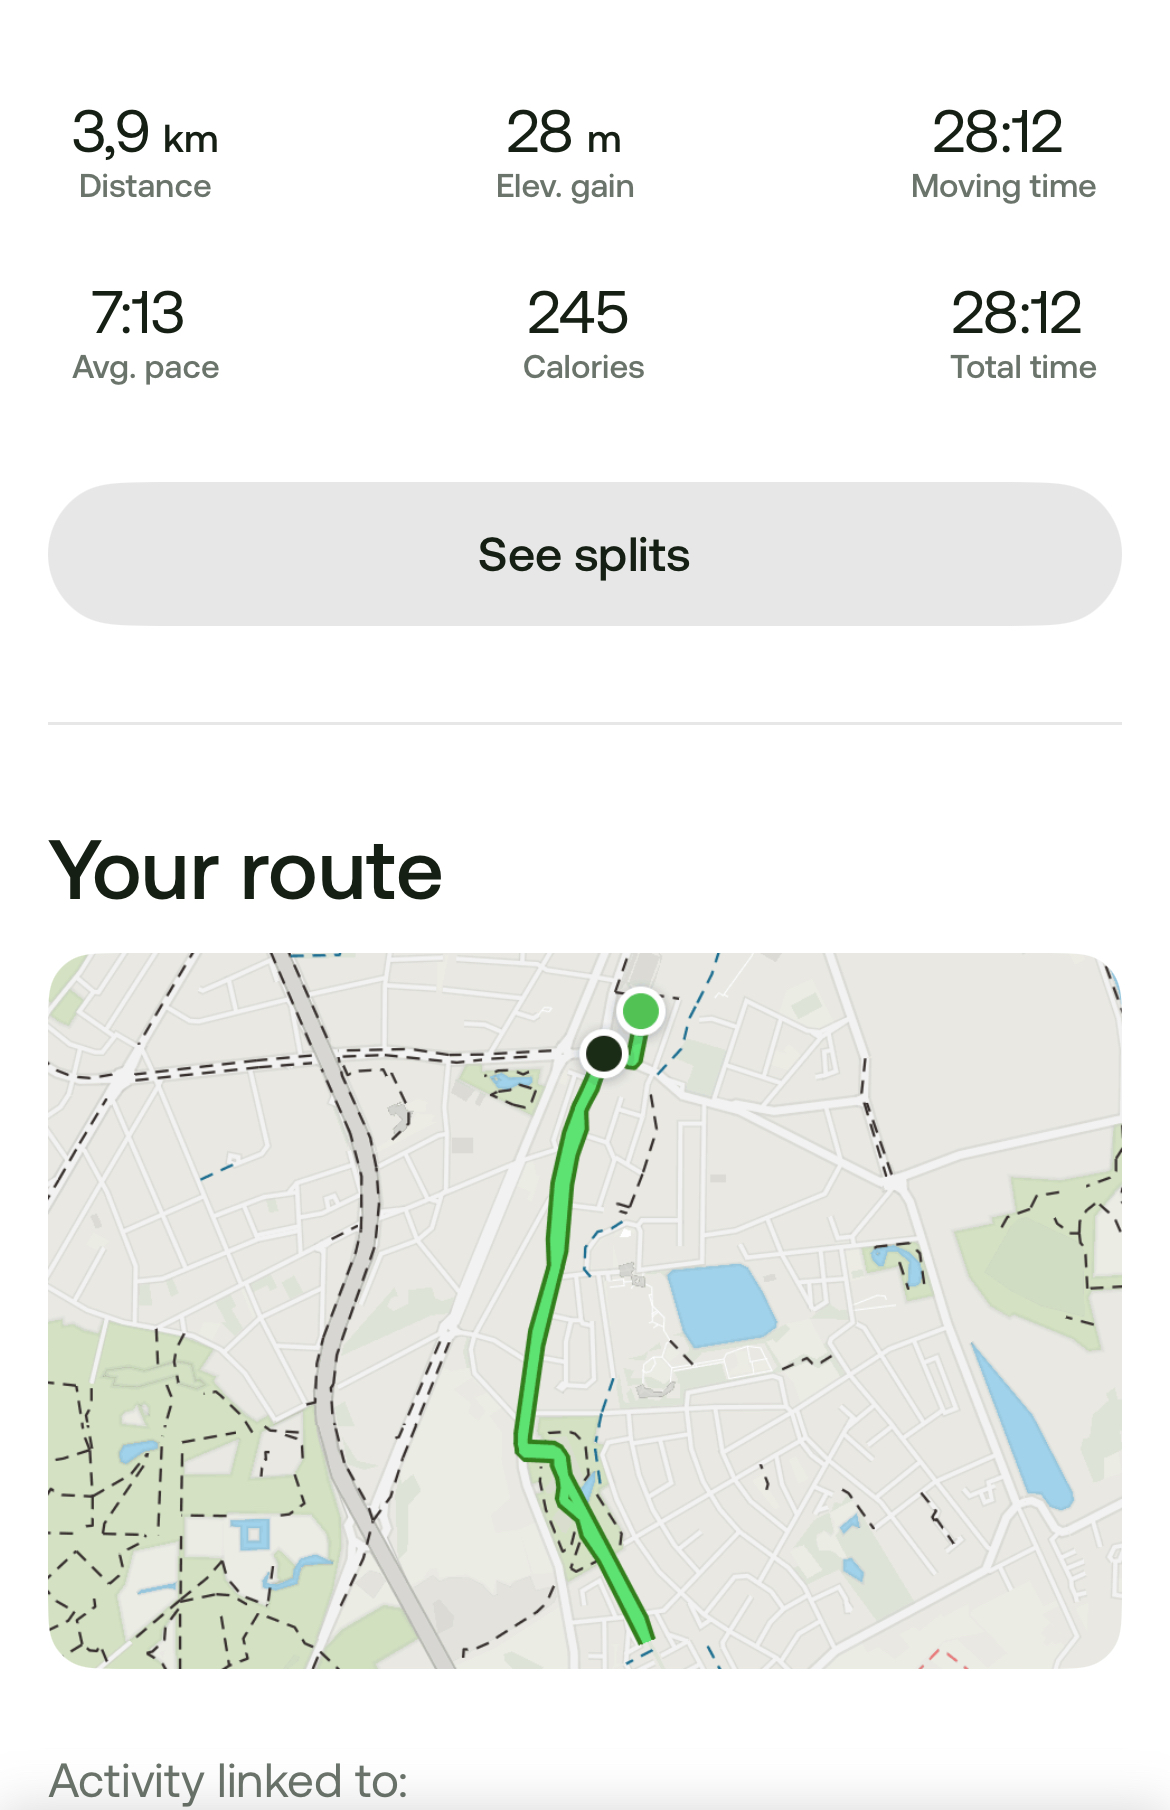 3,9 km 28 m 28:12
Distance Elev. gain Moving time
7:13 245 28:12
Avg. pace Calories Total time
See splits
Your route
Activity linked to: